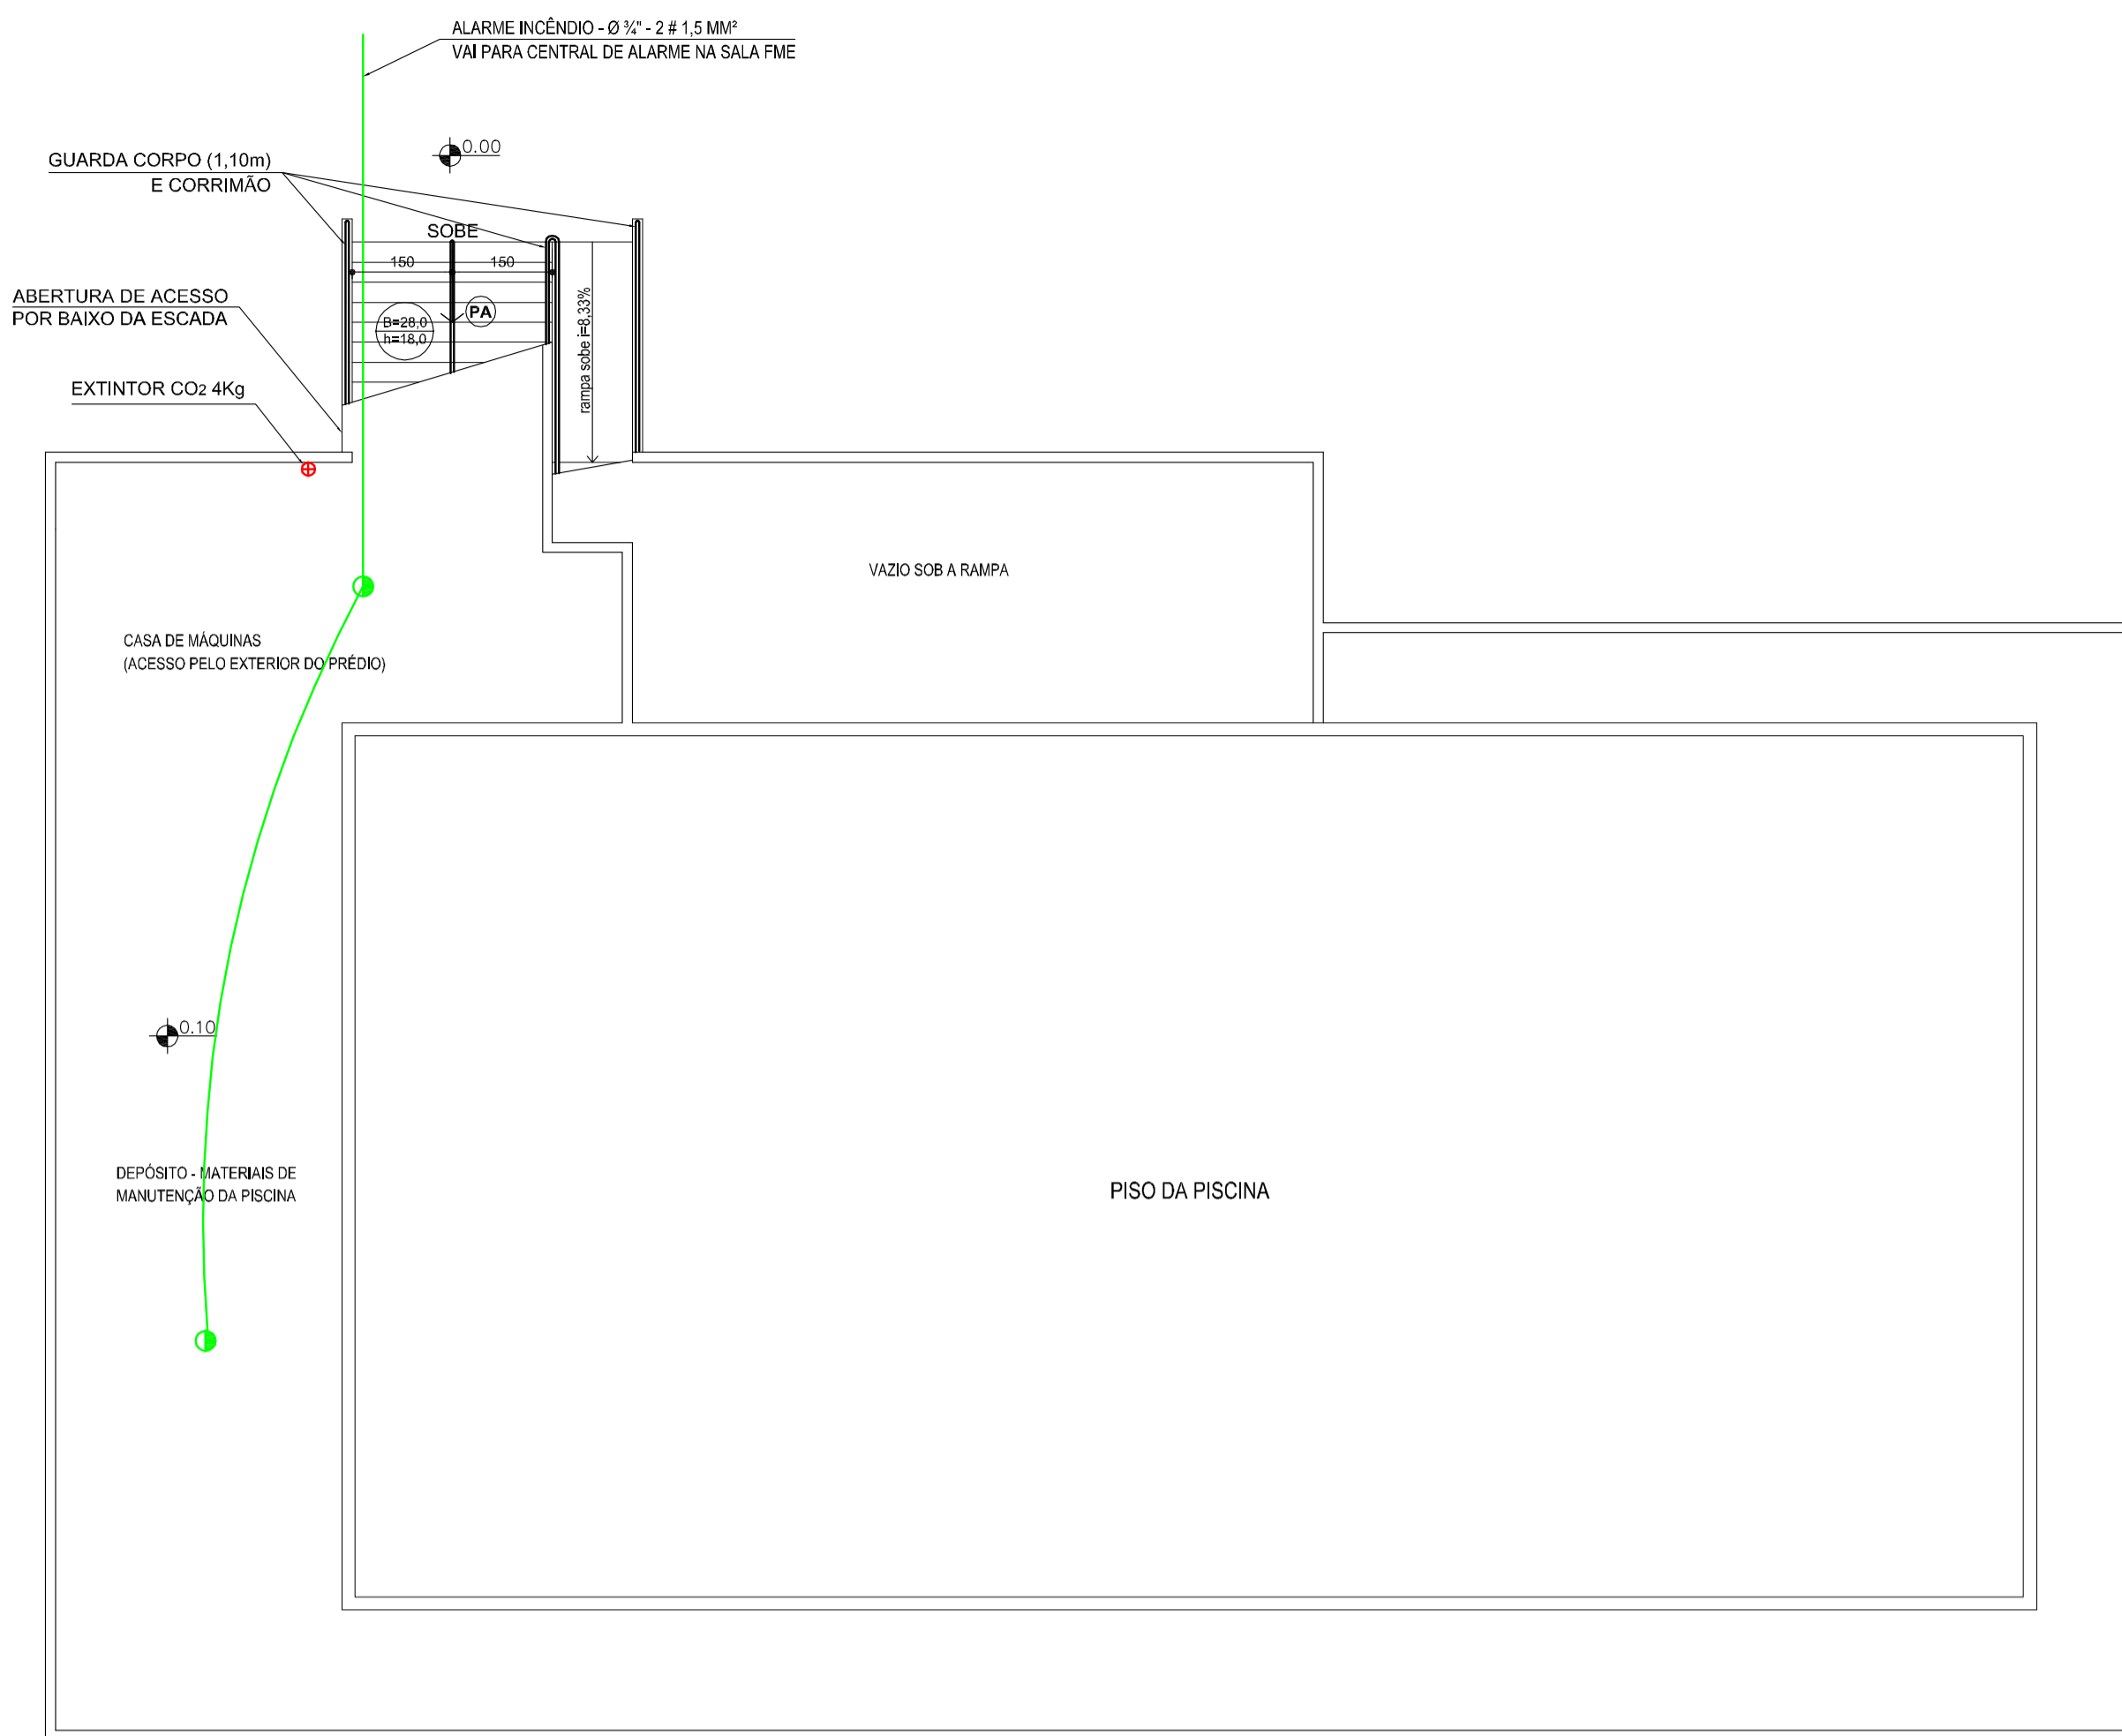 ALARME INCÊNDIO - Ø ¾" - 2 # 1,5 MM²
VAI PARA CENTRAL DE ALARME NA SALA FME
0.00
GUARDA CORPO (1,10m)
E CORRIMÃO
SOBE
150
150
ABERTURA DE ACESSO
POR BAIXO DA ESCADA
PA
B=28,0
h=18,0
rampa sobe i=8,33%
EXTINTOR CO2 4Kg
VAZIO SOB A RAMPA
CASA DE MÁQUINAS
(ACESSO PELO EXTERIOR DO PRÉDIO)
0.10
DEPÓSITO - MATERIAIS DE
MANUTENÇÃO DA PISCINA
PISO DA PISCINA